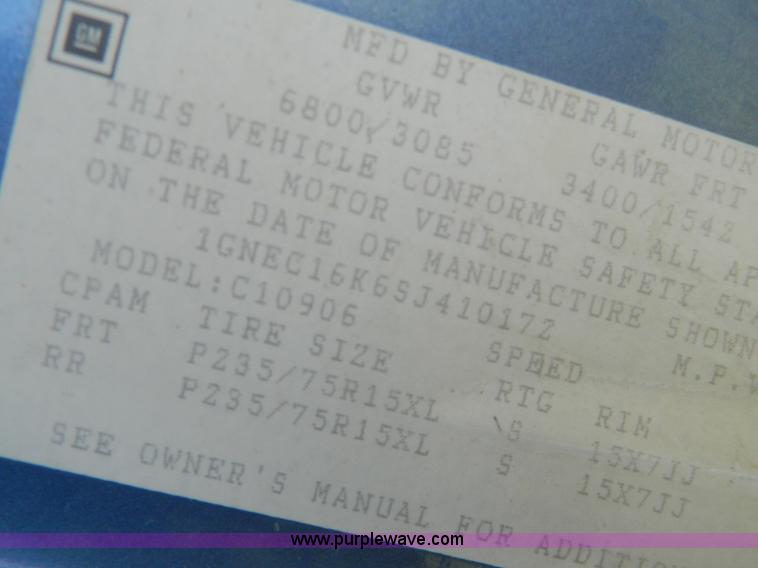 GM
MFD BY GENERAL MOTOR
GVWR GAWR FRT
6800/3085 3400/1542
THIS VEHICLE CONFORMS TO ALL AP
FEDERAL MOTOR VEHICLE SAFETY STA
ON THE DATE OF MANUFACTURE SHOWN
1GNEC16K6SJ410172 M.P.V
MODEL:C10906 SPEED
CPAM TIRE SIZE RTG RIM
FRT P235/75R15XL S 15X7JJ
RR P235/75R15XL S 15X7JJ
SEE OWNER'S MANUAL FOR ADDITIO
www.purplewave.com